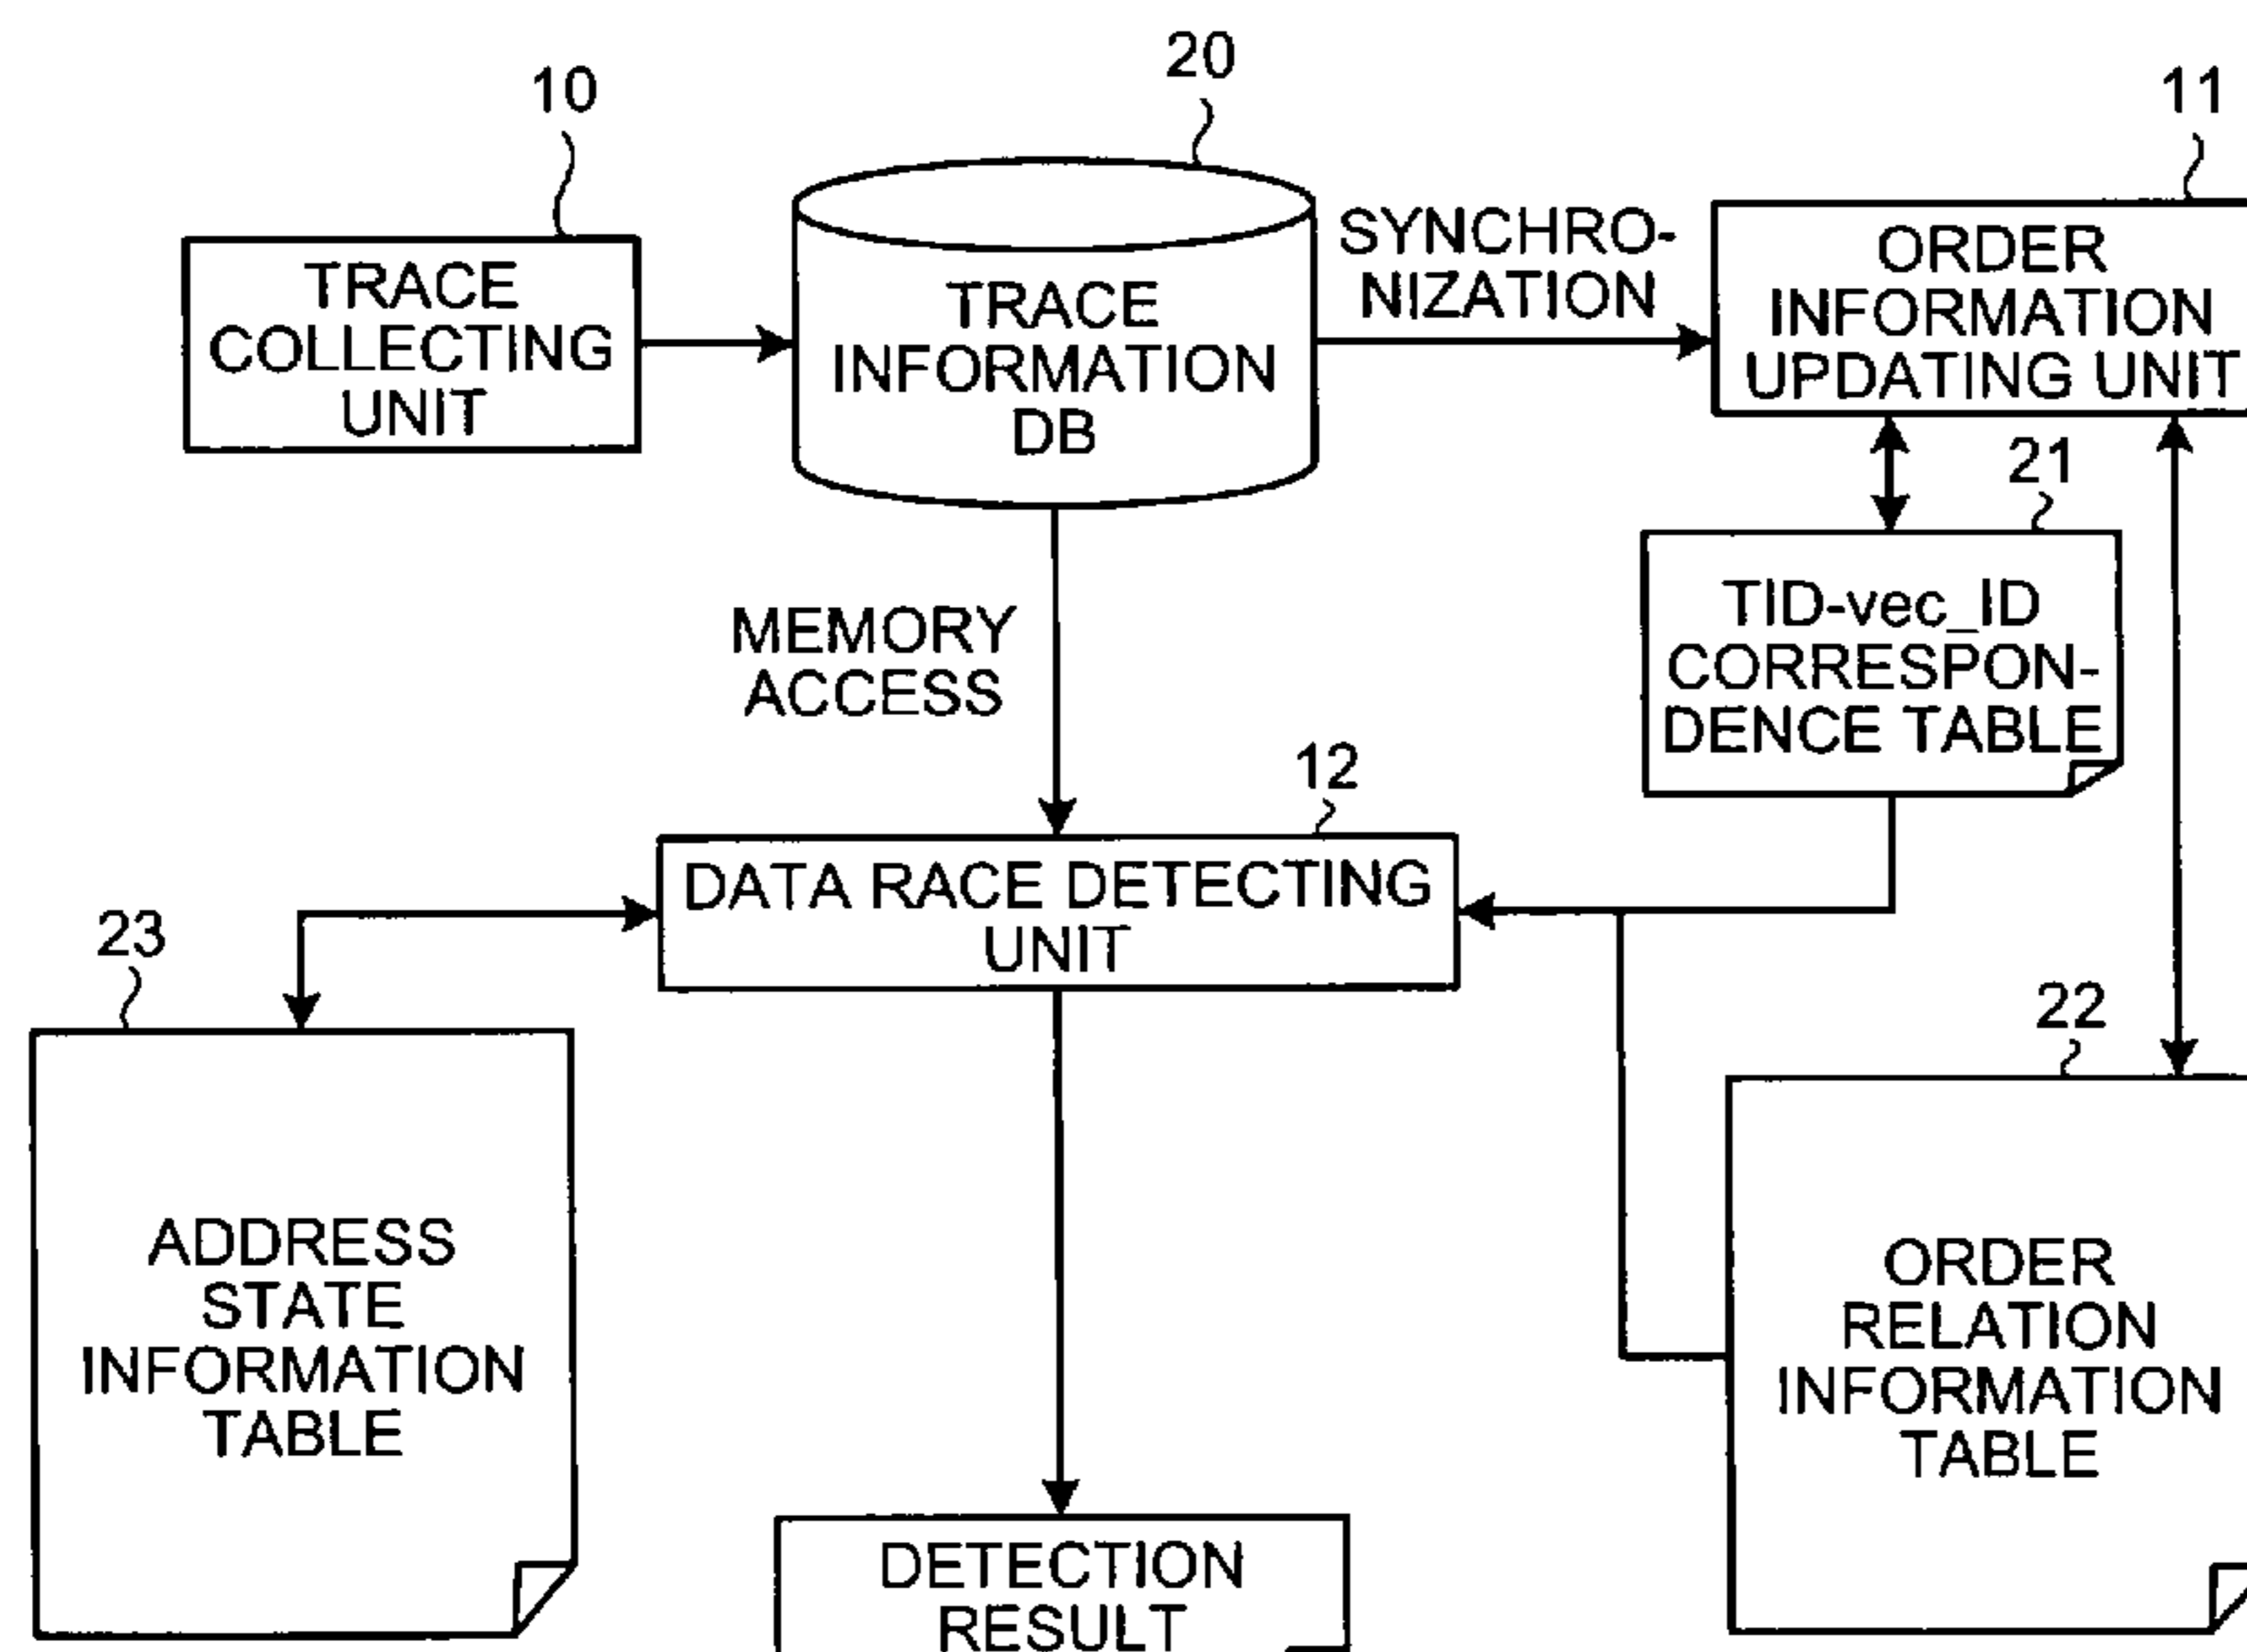 20
10
11
TRACE
COLLECTING
UNIT
TRACE
INFORMATION
DB
SYNCHRO-
NIZATION
ORDER
INFORMATION
UPDATING UNIT
21
TID-vec_ID
CORRESPON-
DENCE TABLE
MEMORY
ACCESS
12
DATA RACE DETECTING
UNIT
23
22
ADDRESS
STATE
INFORMATION
TABLE
ORDER
RELATION
INFORMATION
TABLE
DETECTION
RESULT